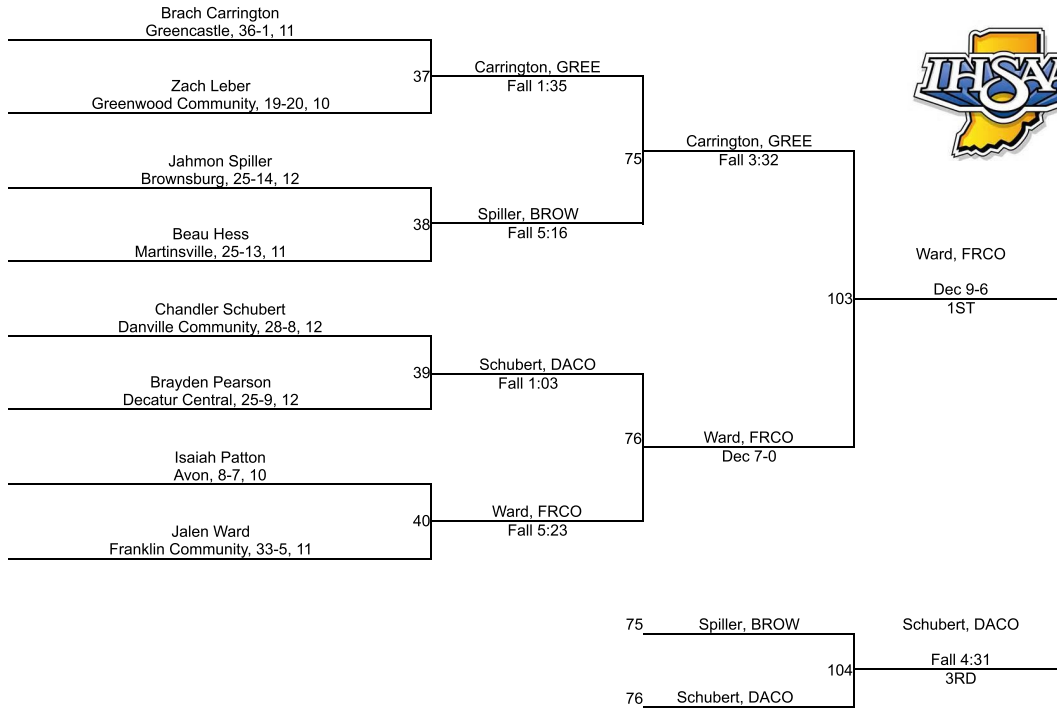 Brach Carrington
Greencastle, 36-1, 11
37
Zach Leber
Greenwood Community, 19-20, 10
Carrington, GREE
Fall 1:35
Jahmon Spiller
Brownsburg, 25-14, 12
38
Beau Hess
Martinsville, 25-13, 11
Spiller, BROW
Fall 5:16
75
Carrington, GREE
Fall 3:32
Chandler Schubert
Danville Community, 28-8, 12
39
Brayden Pearson
Decatur Central, 25-9, 12
Schubert, DACO
Fall 1:03
Isaiah Patton
Avon, 8-7, 10
40
Jalen Ward
Franklin Community, 33-5, 11
Ward, FRCO
Fall 5:23
76
Ward, FRCO
Dec 7-0
103
Ward, FRCO
Dec 9-6
1ST
IHSAA
75
Spiller, BROW
76
Schubert, DACO
104
Schubert, DACO
Fall 4:31
3RD